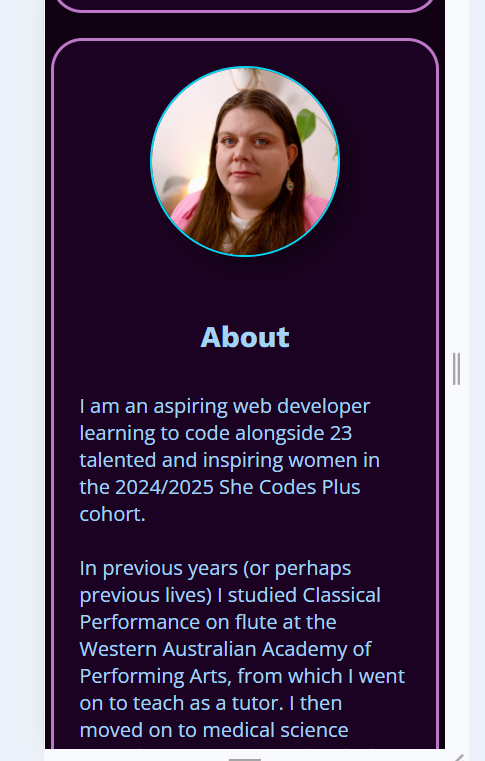 About
I am an aspiring web developer
learning to code alongside 23
talented and inspiring women in
the 2024/2025 She Codes Plus
cohort.
In previous years (or perhaps
previous lives) I studied Classical
Performance on flute at the
Western Australian Academy of
Performing Arts, from which I went
on to teach as a tutor. I then
moved on to medical science